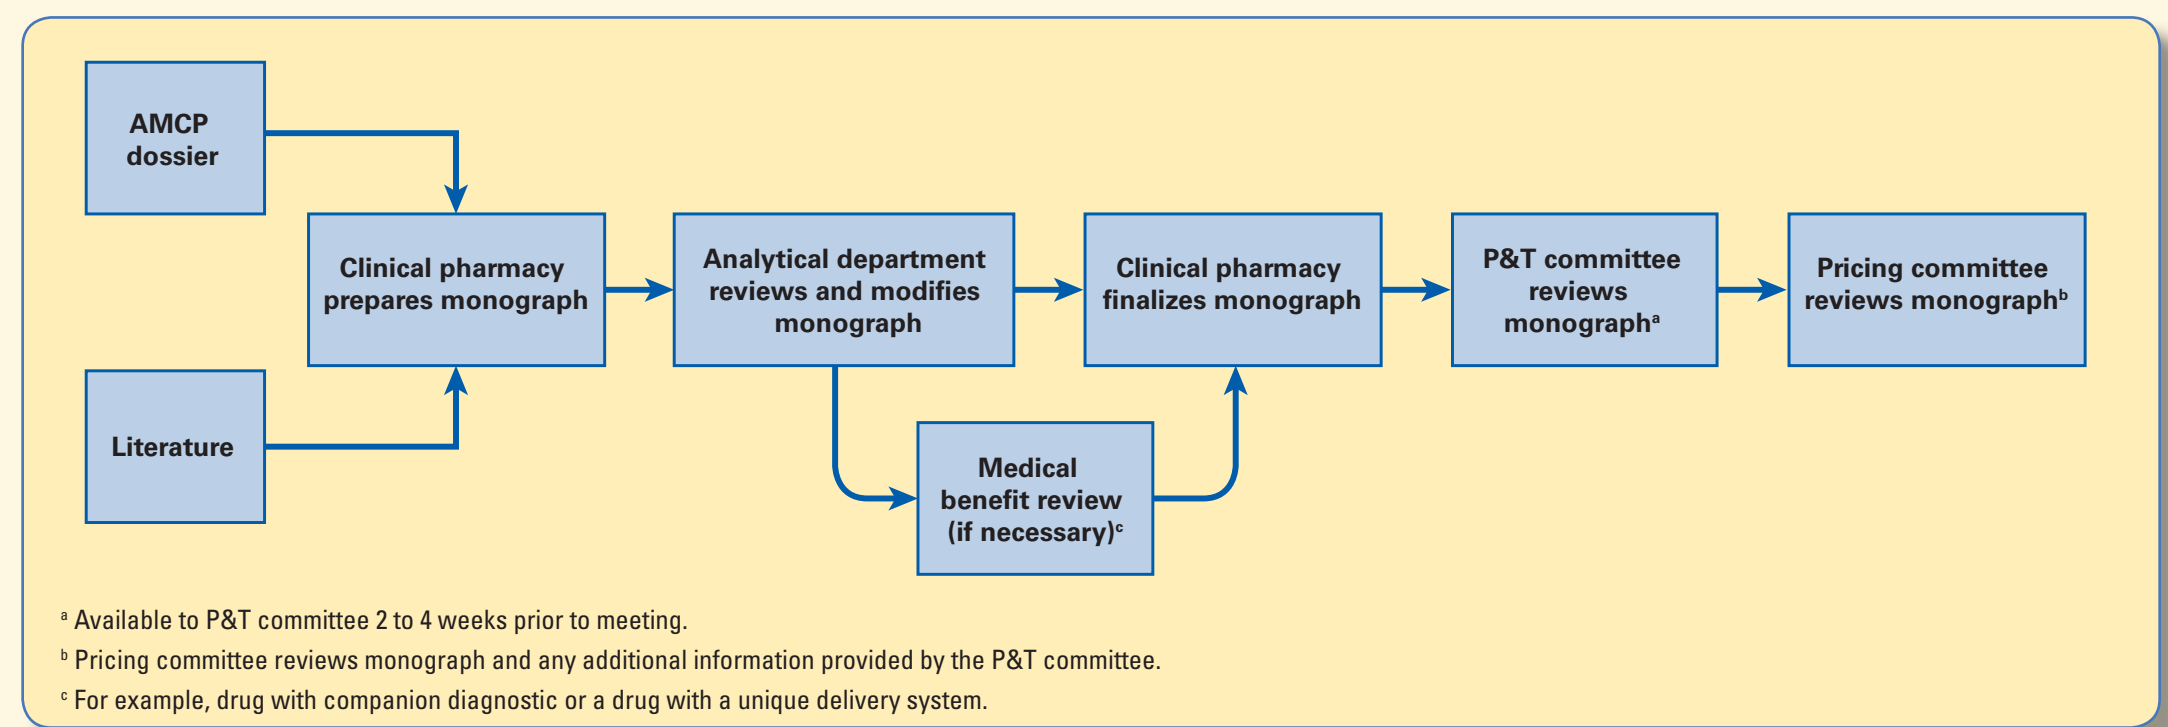 AMCP
dossier
Literature
Clinical pharmacy
prepares monograph
Analytical department
reviews and modifies
monograph
Medical
benefit review
(if necessary)ᶜ
Clinical pharmacy
finalizes monograph
P&T committee
reviews
monographᵃ
Pricing committee
reviews monographᵇ
ᵃ Available to P&T committee 2 to 4 weeks prior to meeting.
ᵇ Pricing committee reviews monograph and any additional information provided by the P&T committee.
ᶜ For example, drug with companion diagnostic or a drug with a unique delivery system.